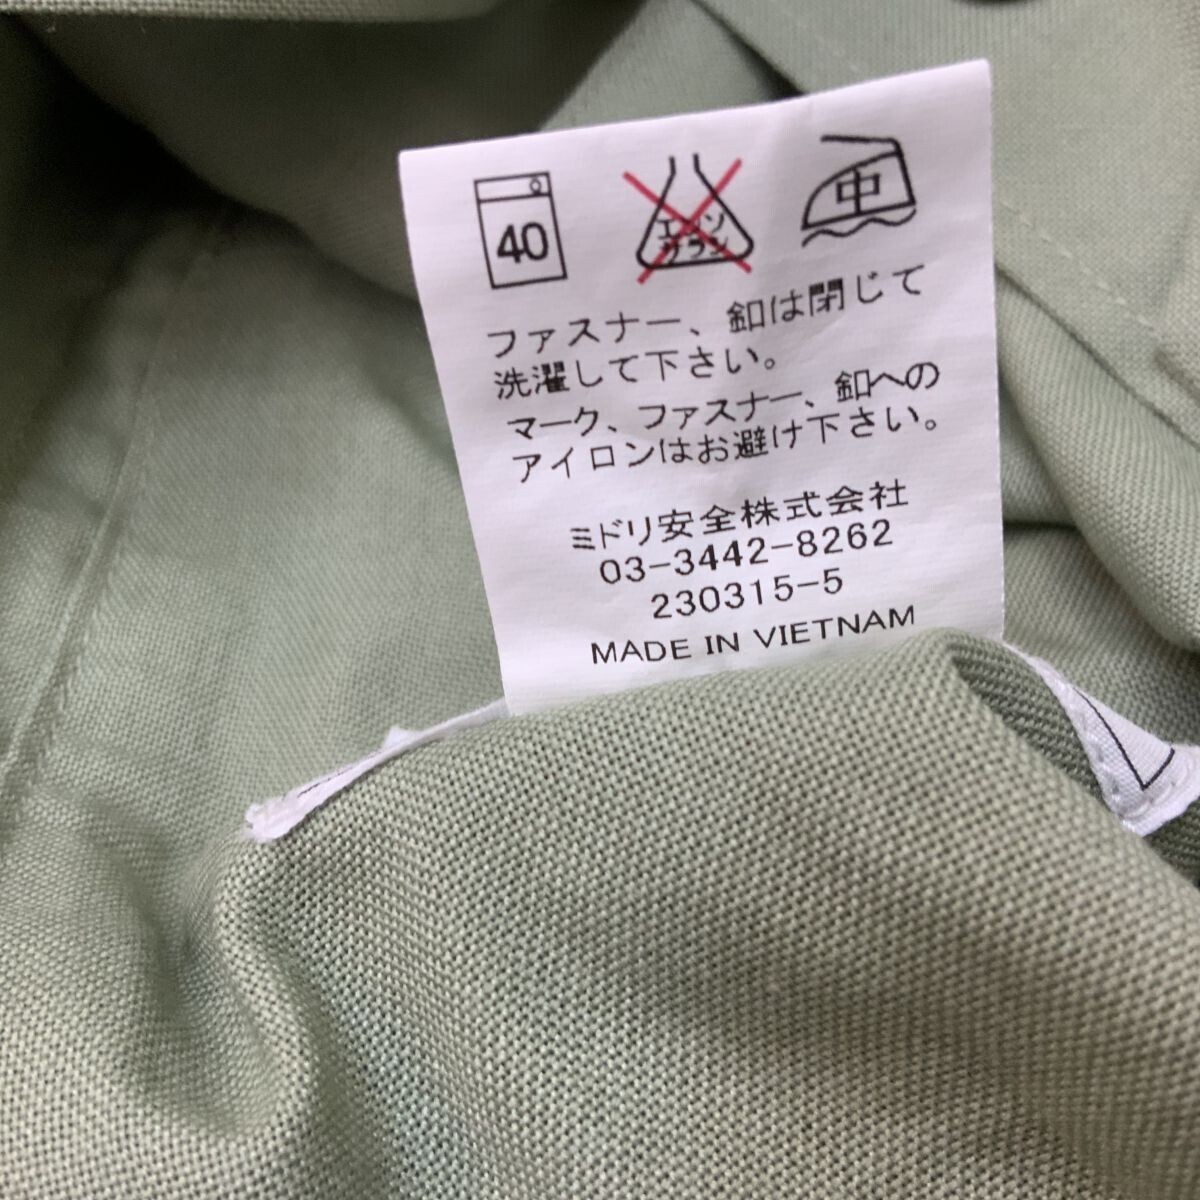 40
エンソ
サラシ
中
ファスナー、釦は閉じて
洗濯して下さい。
マーク、ファスナー、釦への
アイロンはお避け下さい。
ミドリ安全株式会社
03-3442-8262
230315-5
MADE IN VIETNAM